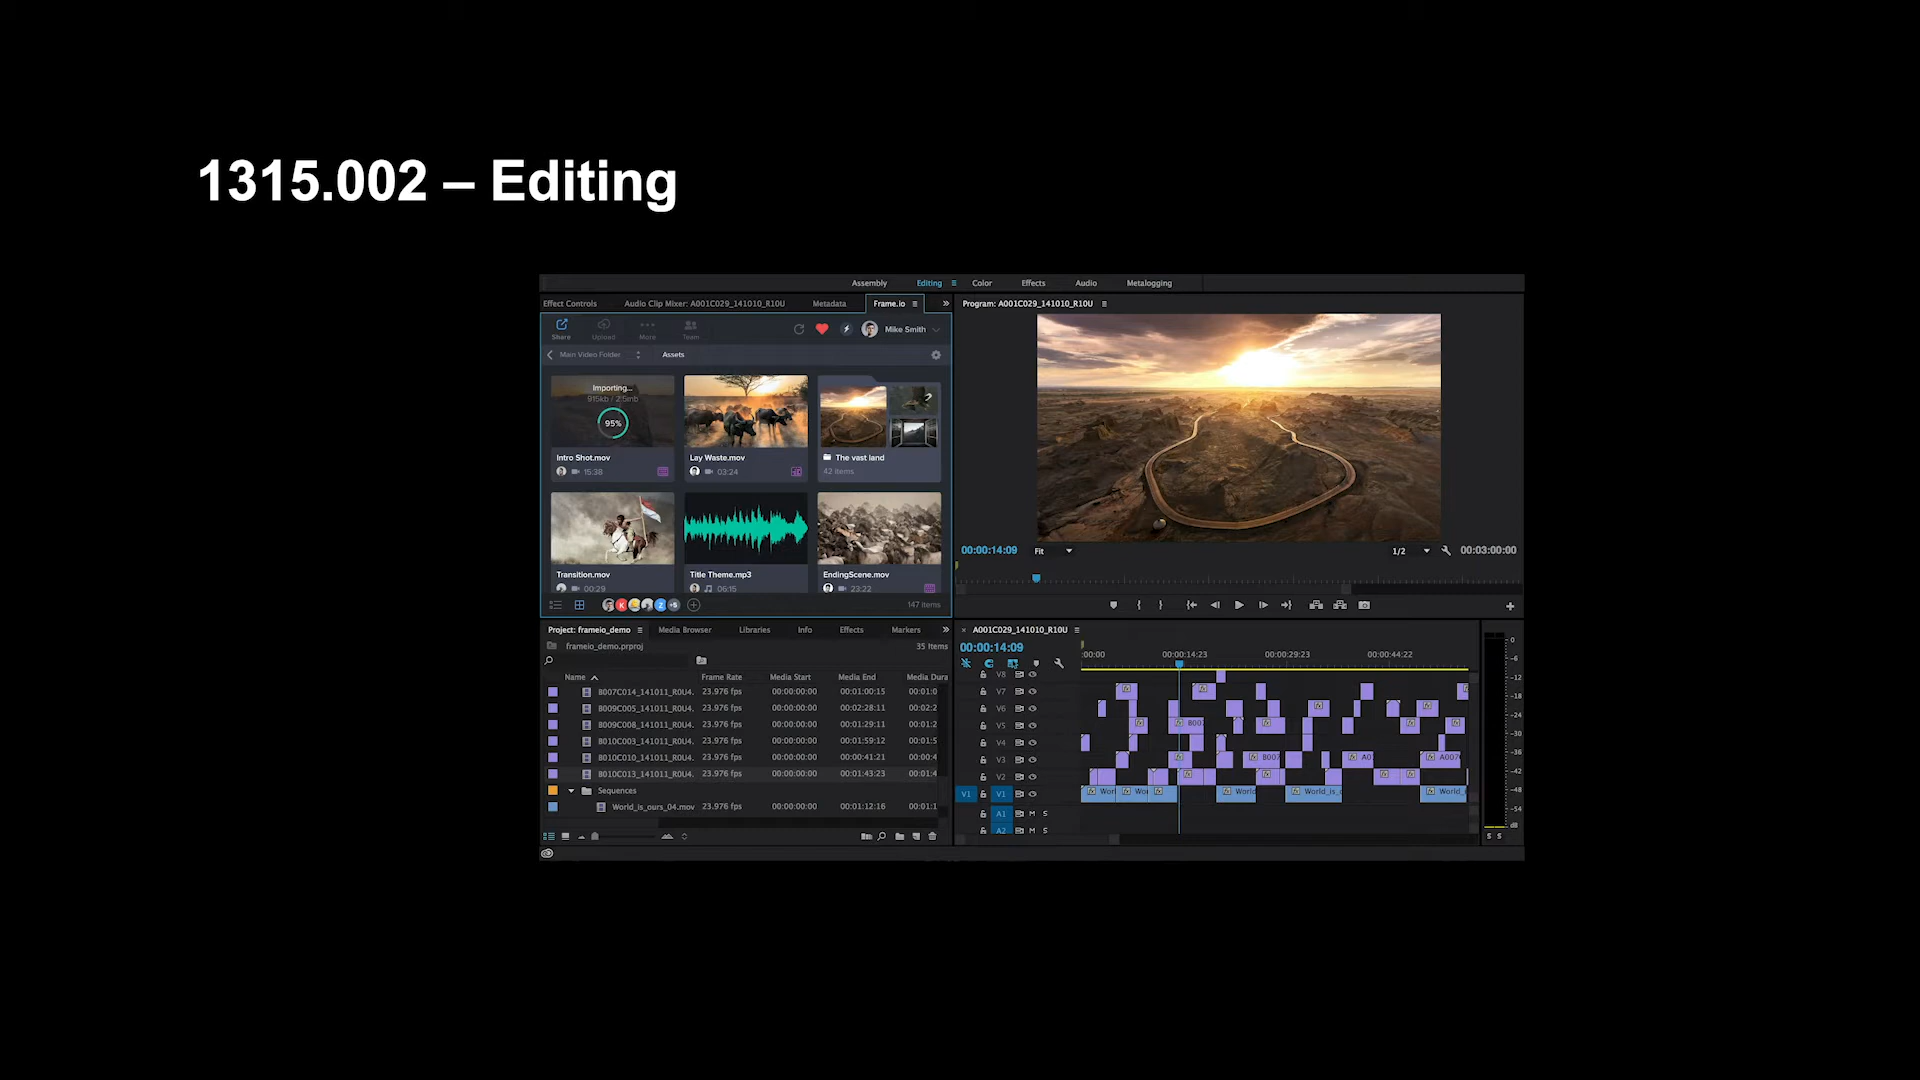 1315.002 – Editing
Assembly Editing Color Effects Audio Metalogging
Effect Controls Audio Clip Mixer: A001C029_141010_R10U Metadata Frame.io
Program: A001C029_141010_R10U
Share Upload More Team Mike Smith
Main Video Folder Assets
Importing...
915kb / 2.5mb
95%
Intro Shot.mov Lay Waste.mov The vast land
15:38 03:24 42 Items
Transition.mov Title Theme.mp3 EndingScene.mov
00:29 06:15 23:22
147 Items
00:00:14:09 Fit 1/2 00:03:00:00
Project: frameio_demo Media Browser Libraries Info Effects Markers
frameio_demo.prproj 35 Items
Name Frame Rate Media Start Media End Media Dura
B007C014_141011_R0U4. 23.976 fps 00:00:00:00 00:01:00:15 00:01:0
B009C005_141011_R0U4. 23.976 fps 00:00:00:00 00:02:28:11 00:02:2
B009C008_141011_R0U4. 23.976 fps 00:00:00:00 00:01:29:11 00:01:2
B010C003_141011_R0U4. 23.976 fps 00:00:00:00 00:01:59:12 00:01:5
B010C010_141011_R0U4. 23.976 fps 00:00:00:00 00:00:41:21 00:00:4
B010C013_141011_R0U4. 23.976 fps 00:00:00:00 00:01:43:23 00:01:4
Sequences
World_is_ours_04.mov 23.976 fps 00:00:00:00 00:01:12:16 00:01:1
A001C029_141010_R10U
00:00:14:09
:00:00 00:00:14:23 00:00:29:23 00:00:44:22
V8
V7
V6
V5
V4
V3
V2
V1 V1
A1 M S
A2 M S
0
-6
-12
-18
-24
-30
-36
-42
-48
-54
dB
S S